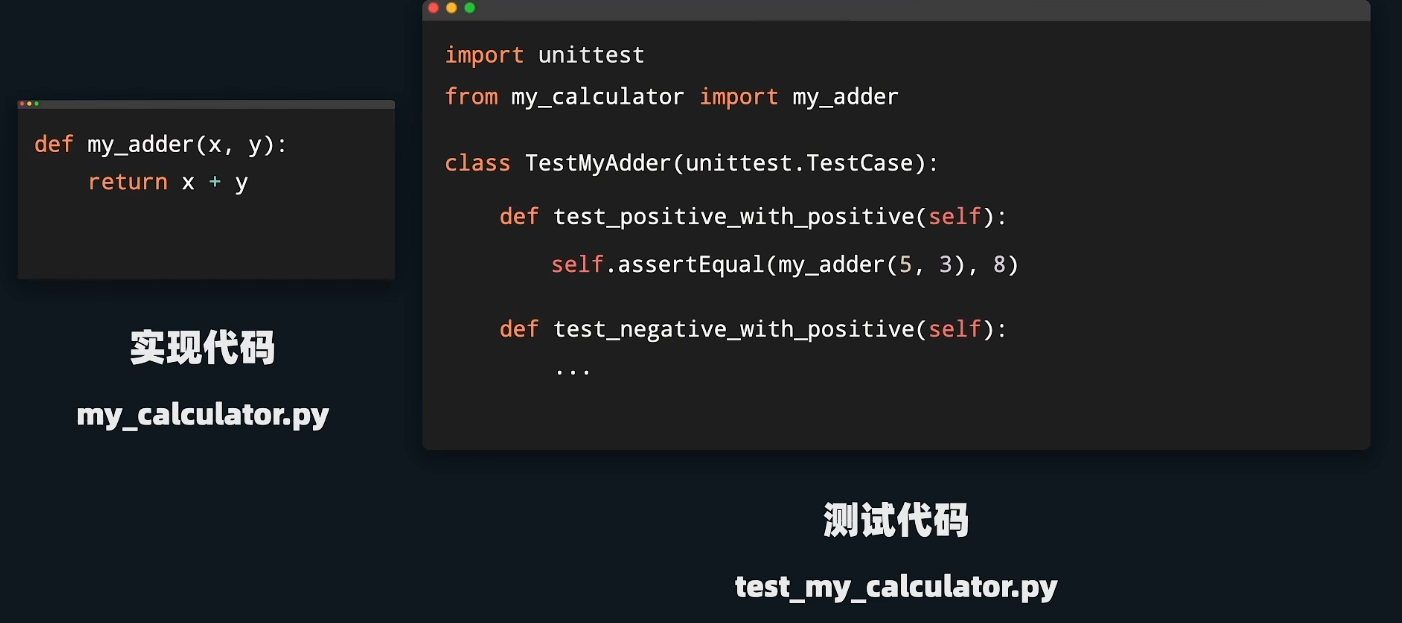 def my_adder(x, y):
    return x + y
实现代码
my_calculator.py
import unittest
from my_calculator import my_adder
class TestMyAdder(unittest.TestCase):
    def test_positive_with_positive(self):
        self.assertEqual(my_adder(5, 3), 8)
    def test_negative_with_positive(self):
        ...
测试代码
test_my_calculator.py